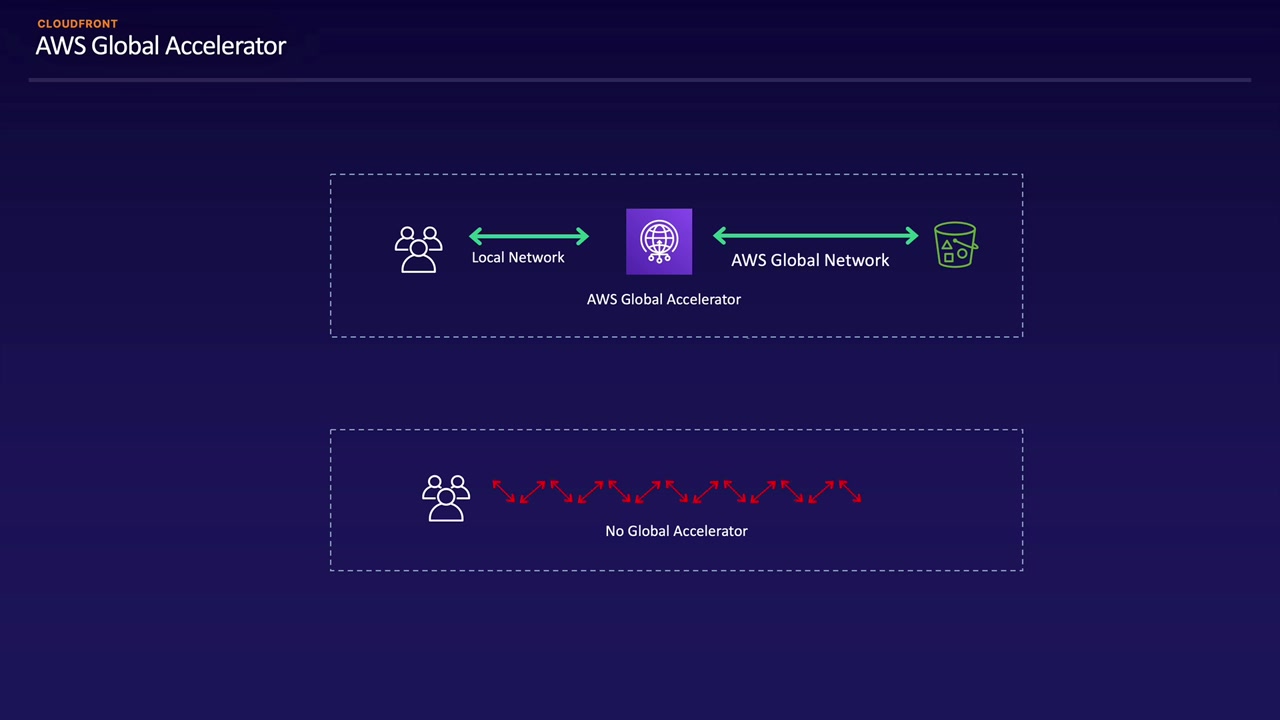 CLOUDFRONT
AWS Global Accelerator
Local Network
AWS Global Network
AWS Global Accelerator
No Global Accelerator